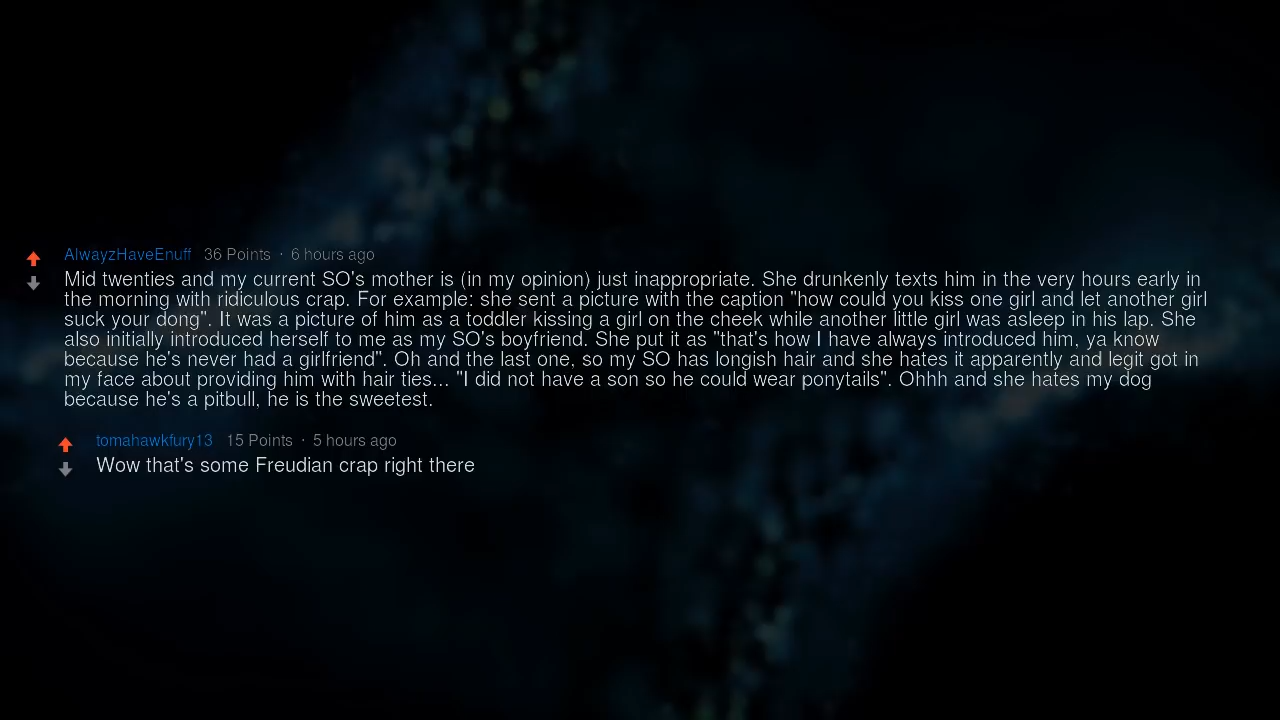 AlwayzHaveEnuff 36 Points · 6 hours ago
Mid twenties and my current SO's mother is (in my opinion) just inappropriate. She drunkenly texts him in the very hours early in
the morning with ridiculous crap. For example: she sent a picture with the caption "how could you kiss one girl and let another girl
suck your dong". It was a picture of him as a toddler kissing a girl on the cheek while another little girl was asleep in his lap. She
also initially introduced herself to me as my SO's boyfriend. She put it as "that's how I have always introduced him, ya know
because he's never had a girlfriend". Oh and the last one, so my SO has longish hair and she hates it apparently and legit got in
my face about providing him with hair ties... "I did not have a son so he could wear ponytails". Ohhh and she hates my dog
because he's a pitbull, he is the sweetest.
tomahawkfury13 15 Points · 5 hours ago
Wow that's some Freudian crap right there